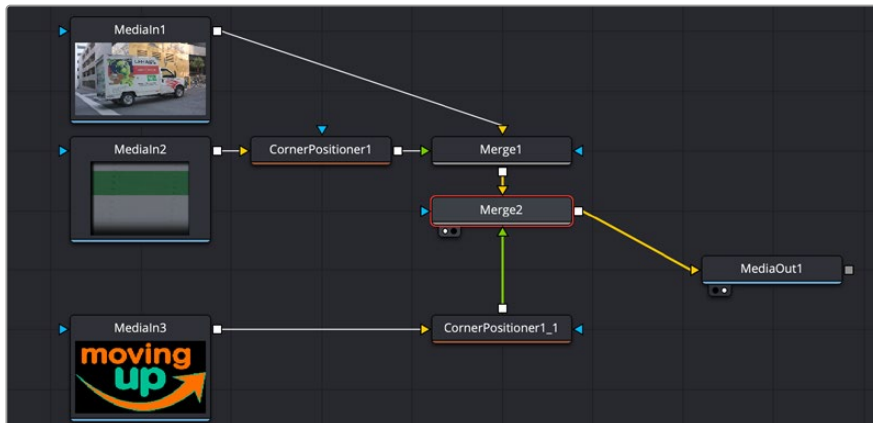 MediaIn1
MediaIn2
CornerPositioner1
Merge1
Merge2
MediaOut1
MediaIn3
CornerPositioner1_1
moving
up